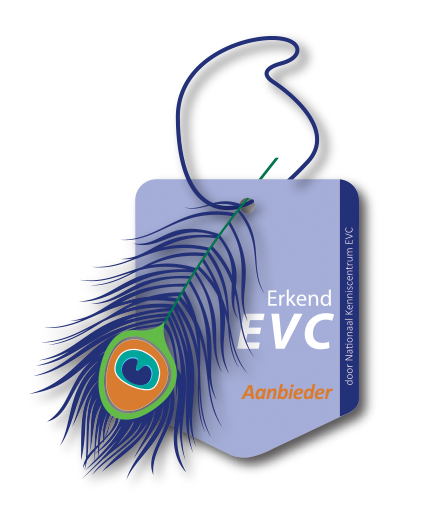 Erkend
EVC
Aanbieder
door Nationaal Kenniscentrum EVC